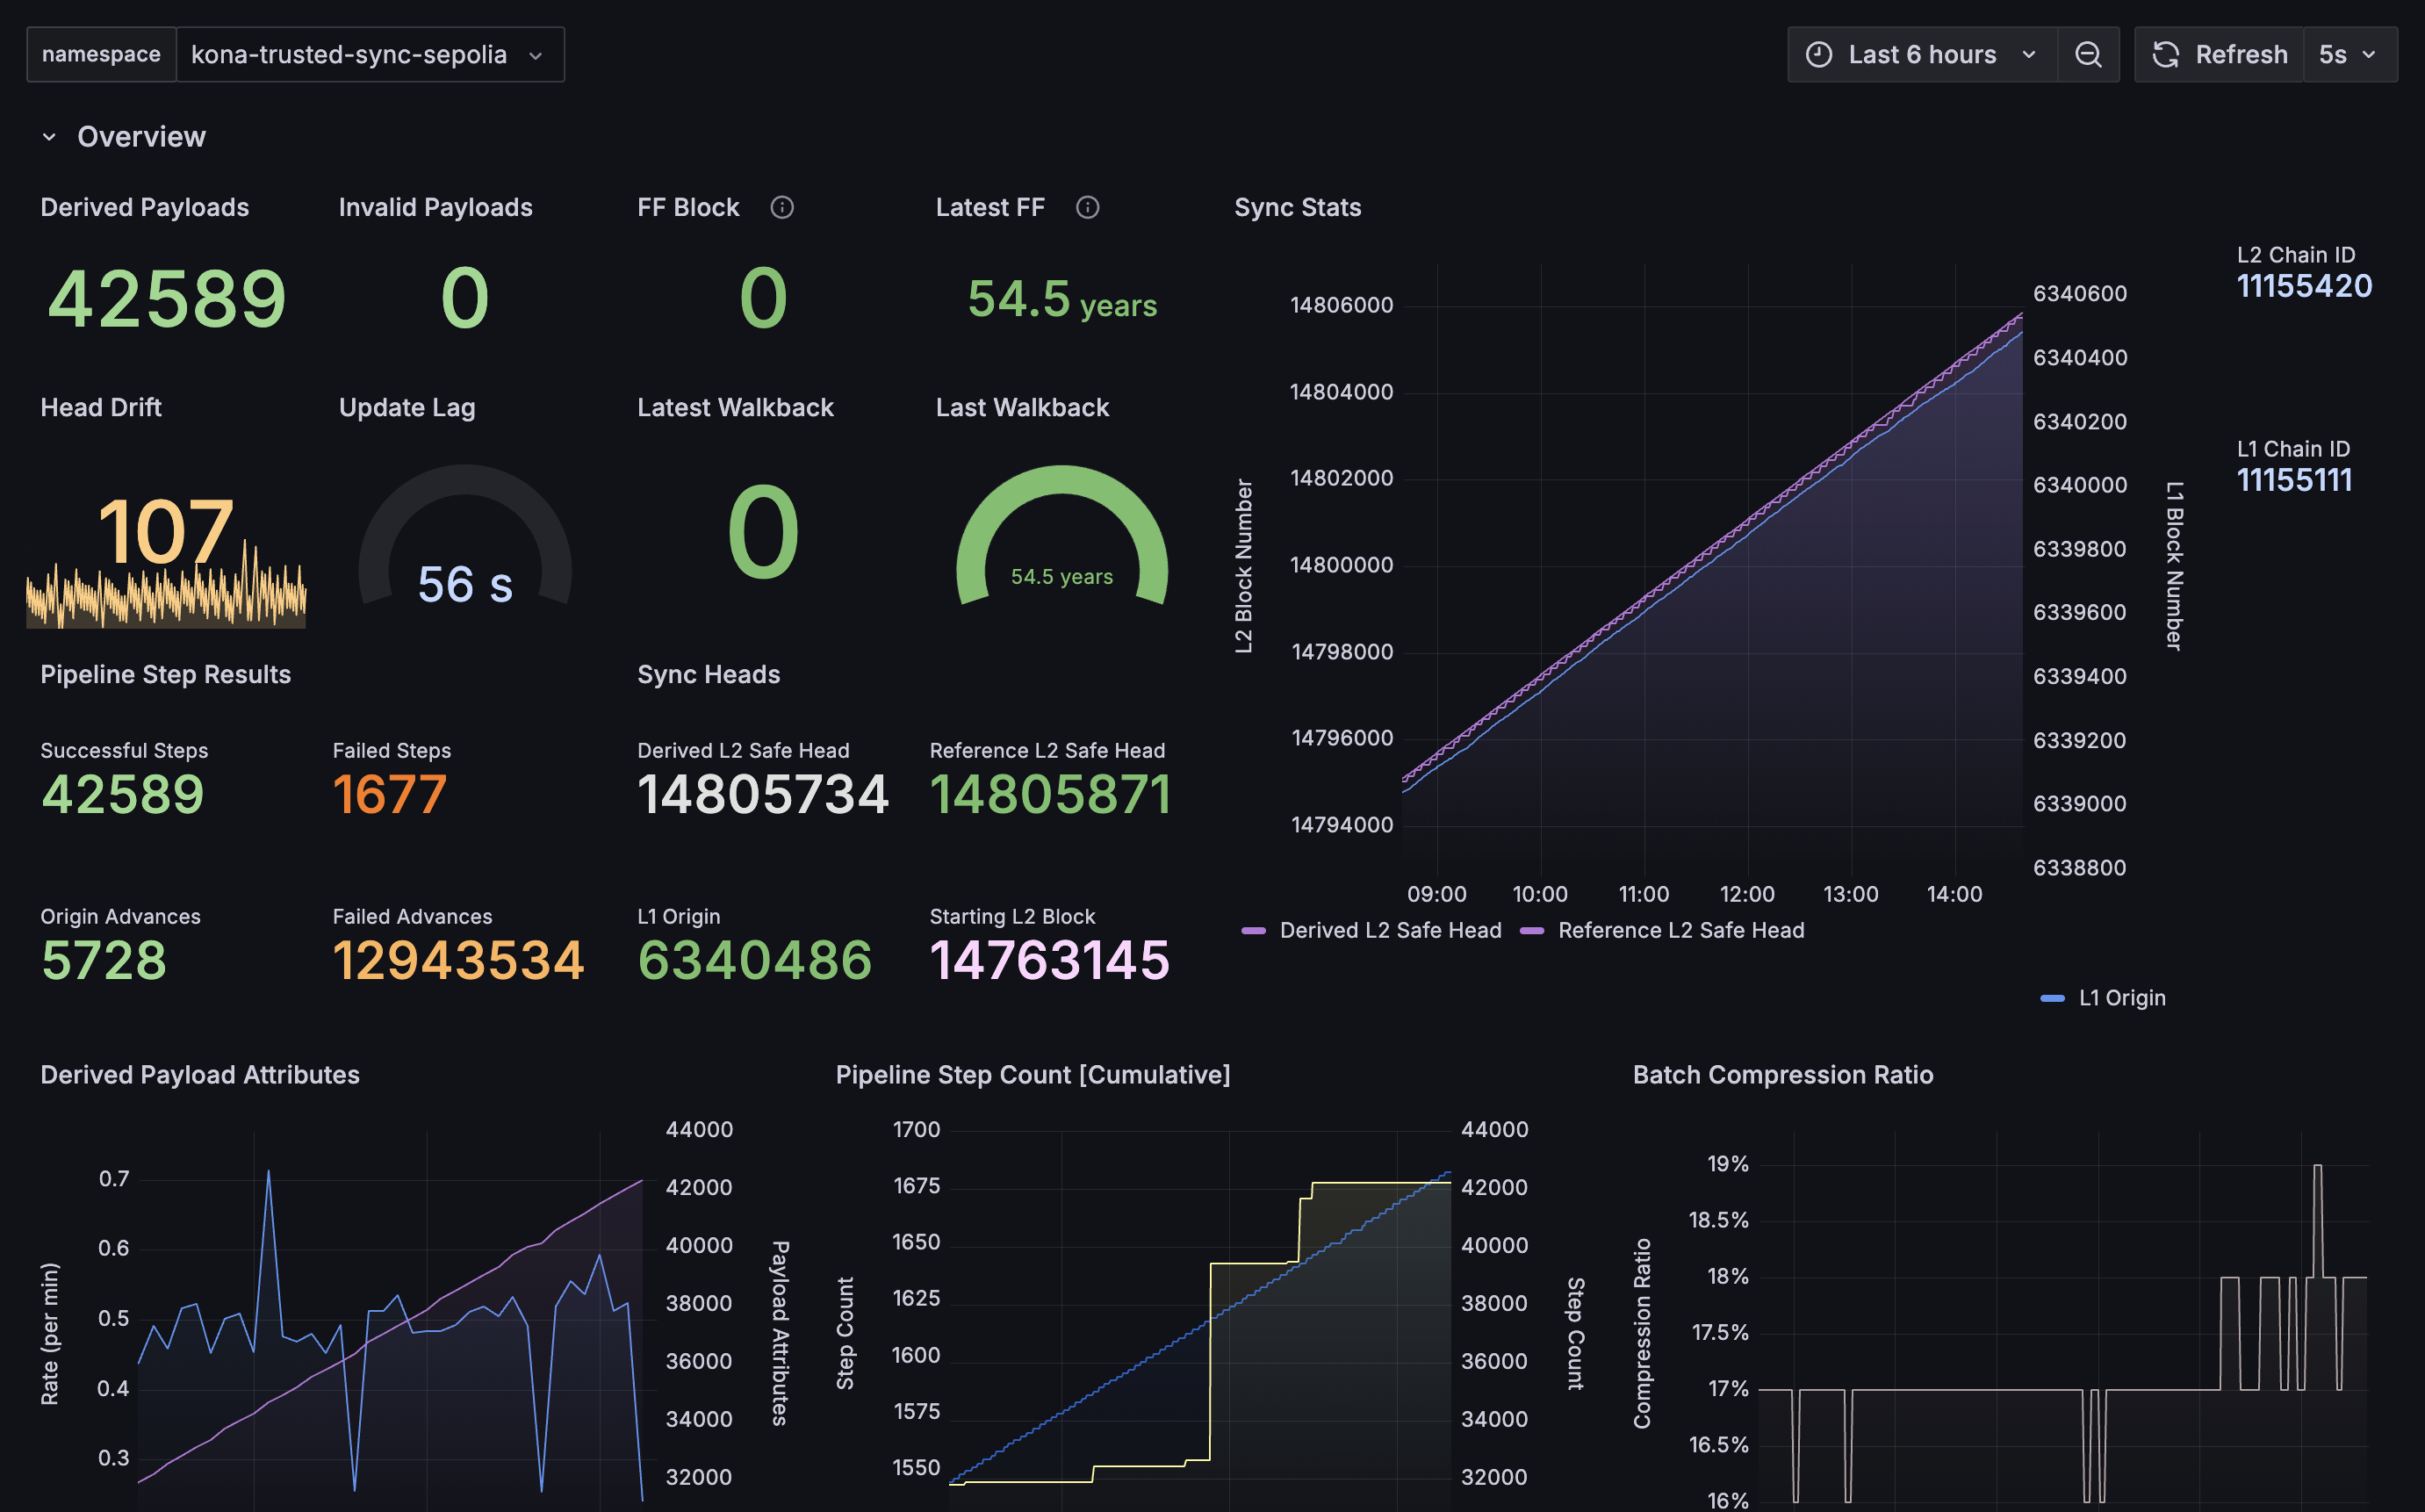 namespace kona-trusted-sync-sepolia
Last 6 hours Refresh 5s
Overview
Derived Payloads
42589
Invalid Payloads
0
FF Block
0
Latest FF
54.5 years
Head Drift
107
Update Lag
56 s
Latest Walkback
0
Last Walkback
54.5 years
Pipeline Step Results
Successful Steps
42589
Failed Steps
1677
Origin Advances
5728
Failed Advances
12943534
Sync Heads
Derived L2 Safe Head
14805734
Reference L2 Safe Head
14805871
L1 Origin
6340486
Starting L2 Block
14763145
Sync Stats
L2 Block Number
14806000
14804000
14802000
14800000
14798000
14796000
14794000
6340600
6340400
6340200
6340000
6339800
6339600
6339400
6339200
6339000
6338800
L1 Block Number
09:00 10:00 11:00 12:00 13:00 14:00
Derived L2 Safe Head Reference L2 Safe Head
L1 Origin
L2 Chain ID
11155420
L1 Chain ID
11155111
Derived Payload Attributes
Rate (per min)
0.7
0.6
0.5
0.4
0.3
44000
42000
40000
38000
36000
34000
32000
Payload Attributes
Pipeline Step Count [Cumulative]
Step Count
1700
1675
1650
1625
1600
1575
1550
44000
42000
40000
38000
36000
34000
32000
Step Count
Batch Compression Ratio
Compression Ratio
19%
18.5%
18%
17.5%
17%
16.5%
16%